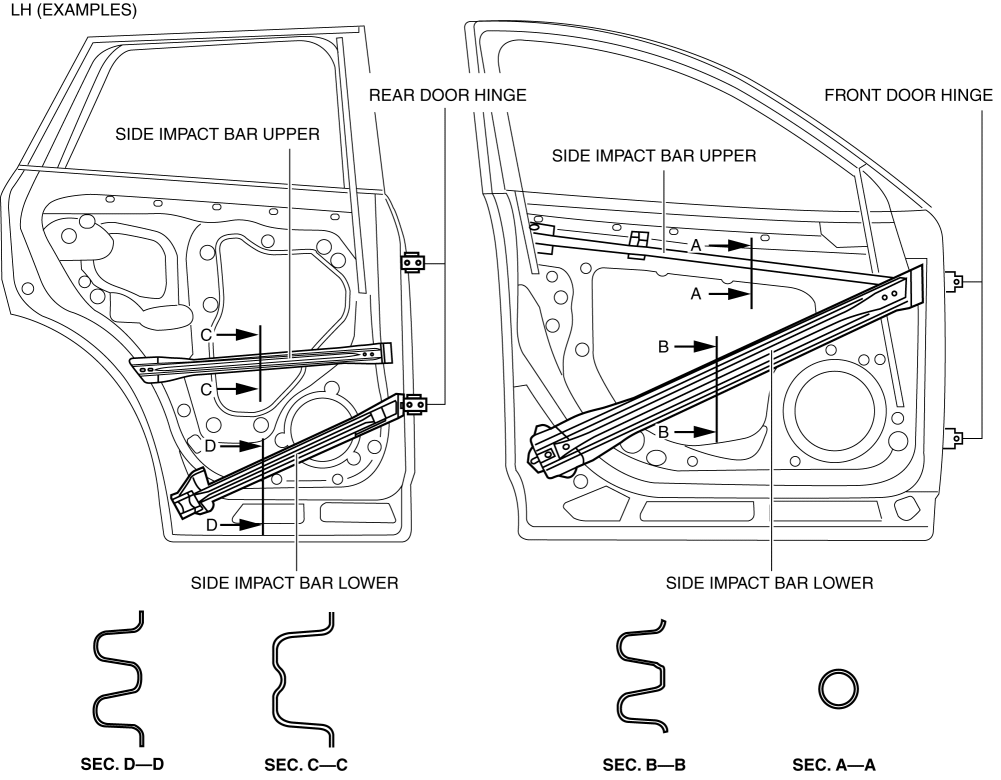 LH (EXAMPLES)
REAR DOOR HINGE
FRONT DOOR HINGE
SIDE IMPACT BAR UPPER
SIDE IMPACT BAR UPPER
A
A
C
C
B
B
D
D
SIDE IMPACT BAR LOWER
SIDE IMPACT BAR LOWER
SEC. D—D
SEC. C—C
SEC. B—B
SEC. A—A